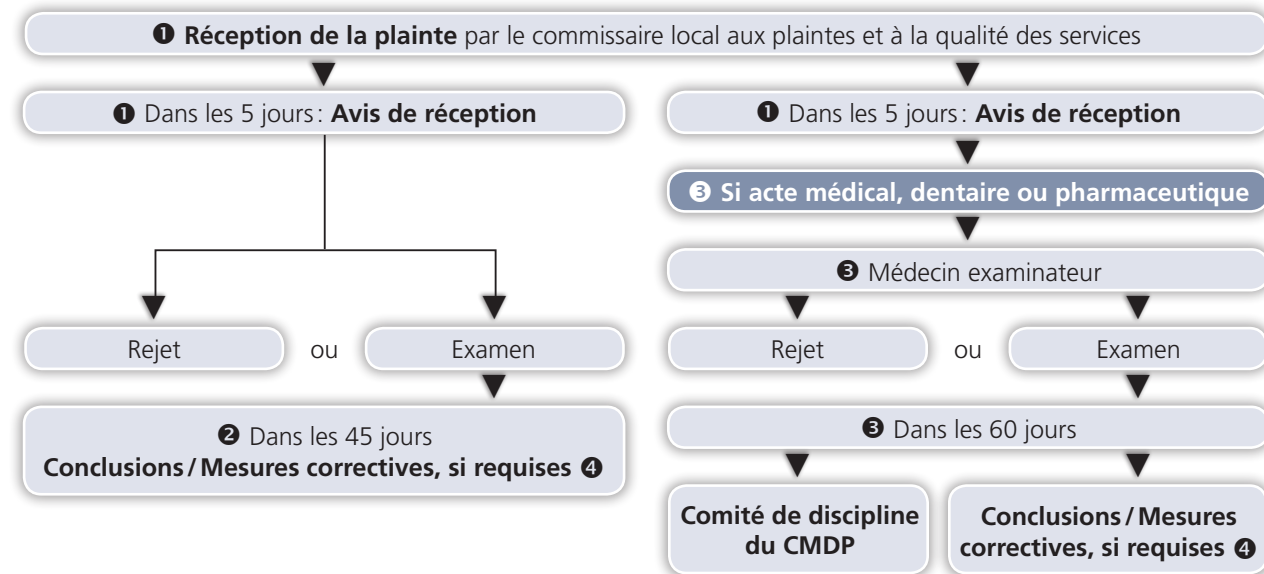 ❶ Réception de la plainte par le commissaire local aux plaintes et à la qualité des services
❶ Dans les 5 jours : Avis de réception
Rejet
ou
Examen
❷ Dans les 45 jours
Conclusions / Mesures correctives, si requises ❹
❶ Dans les 5 jours : Avis de réception
❸ Si acte médical, dentaire ou pharmaceutique
❸ Médecin examinateur
Rejet
ou
Examen
❸ Dans les 60 jours
Comité de discipline
du CMDP
Conclusions / Mesures
correctives, si requises ❹